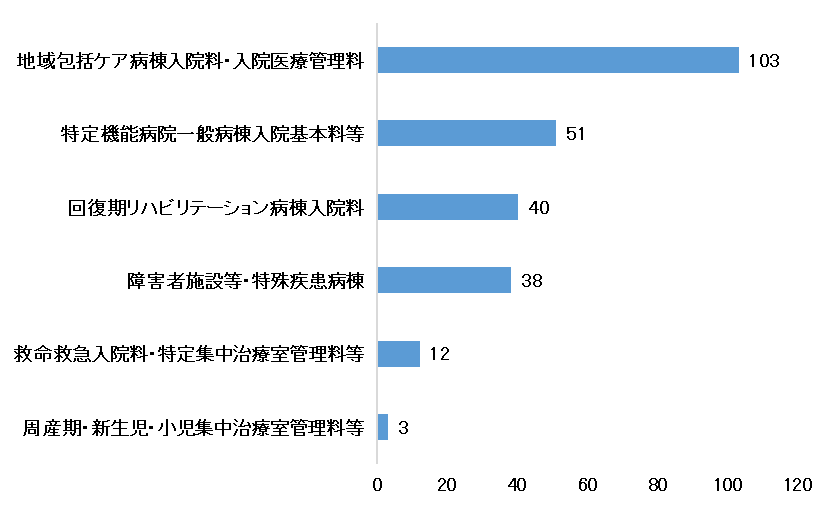 地域包括ケア病棟入院料・入院医療管理料 103
特定機能病院一般病棟入院基本料等 51
回復期リハビリテーション病棟入院料 40
障害者施設等・特殊疾患病棟 38
救命救急入院料・特定集中治療室管理料等 12
周産期・新生児・小児集中治療室管理料等 3
0 20 40 60 80 100 120